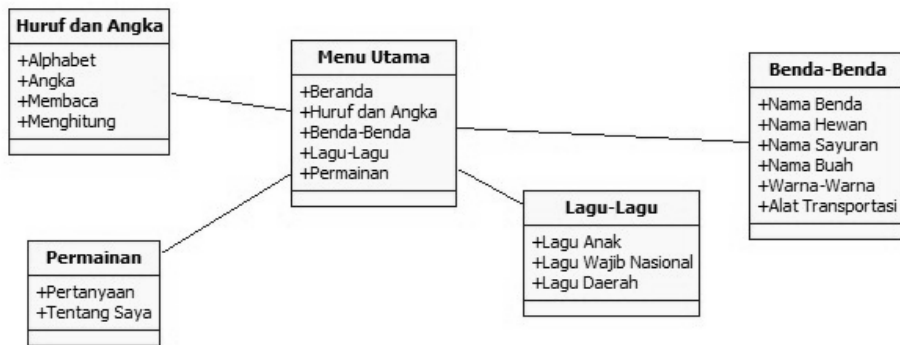 Huruf dan Angka
+Alphabet
+Angka
+Membaca
+Menghitung
Menu Utama
+Beranda
+Huruf dan Angka
+Benda-Benda
+Lagu-Lagu
+Permainan
Benda-Benda
+Nama Benda
+Nama Hewan
+Nama Sayuran
+Nama Buah
+Warna-Warna
+Alat Transportasi
Lagu-Lagu
+Lagu Anak
+Lagu Wajib Nasional
+Lagu Daerah
Permainan
+Pertanyaan
+Tentang Saya